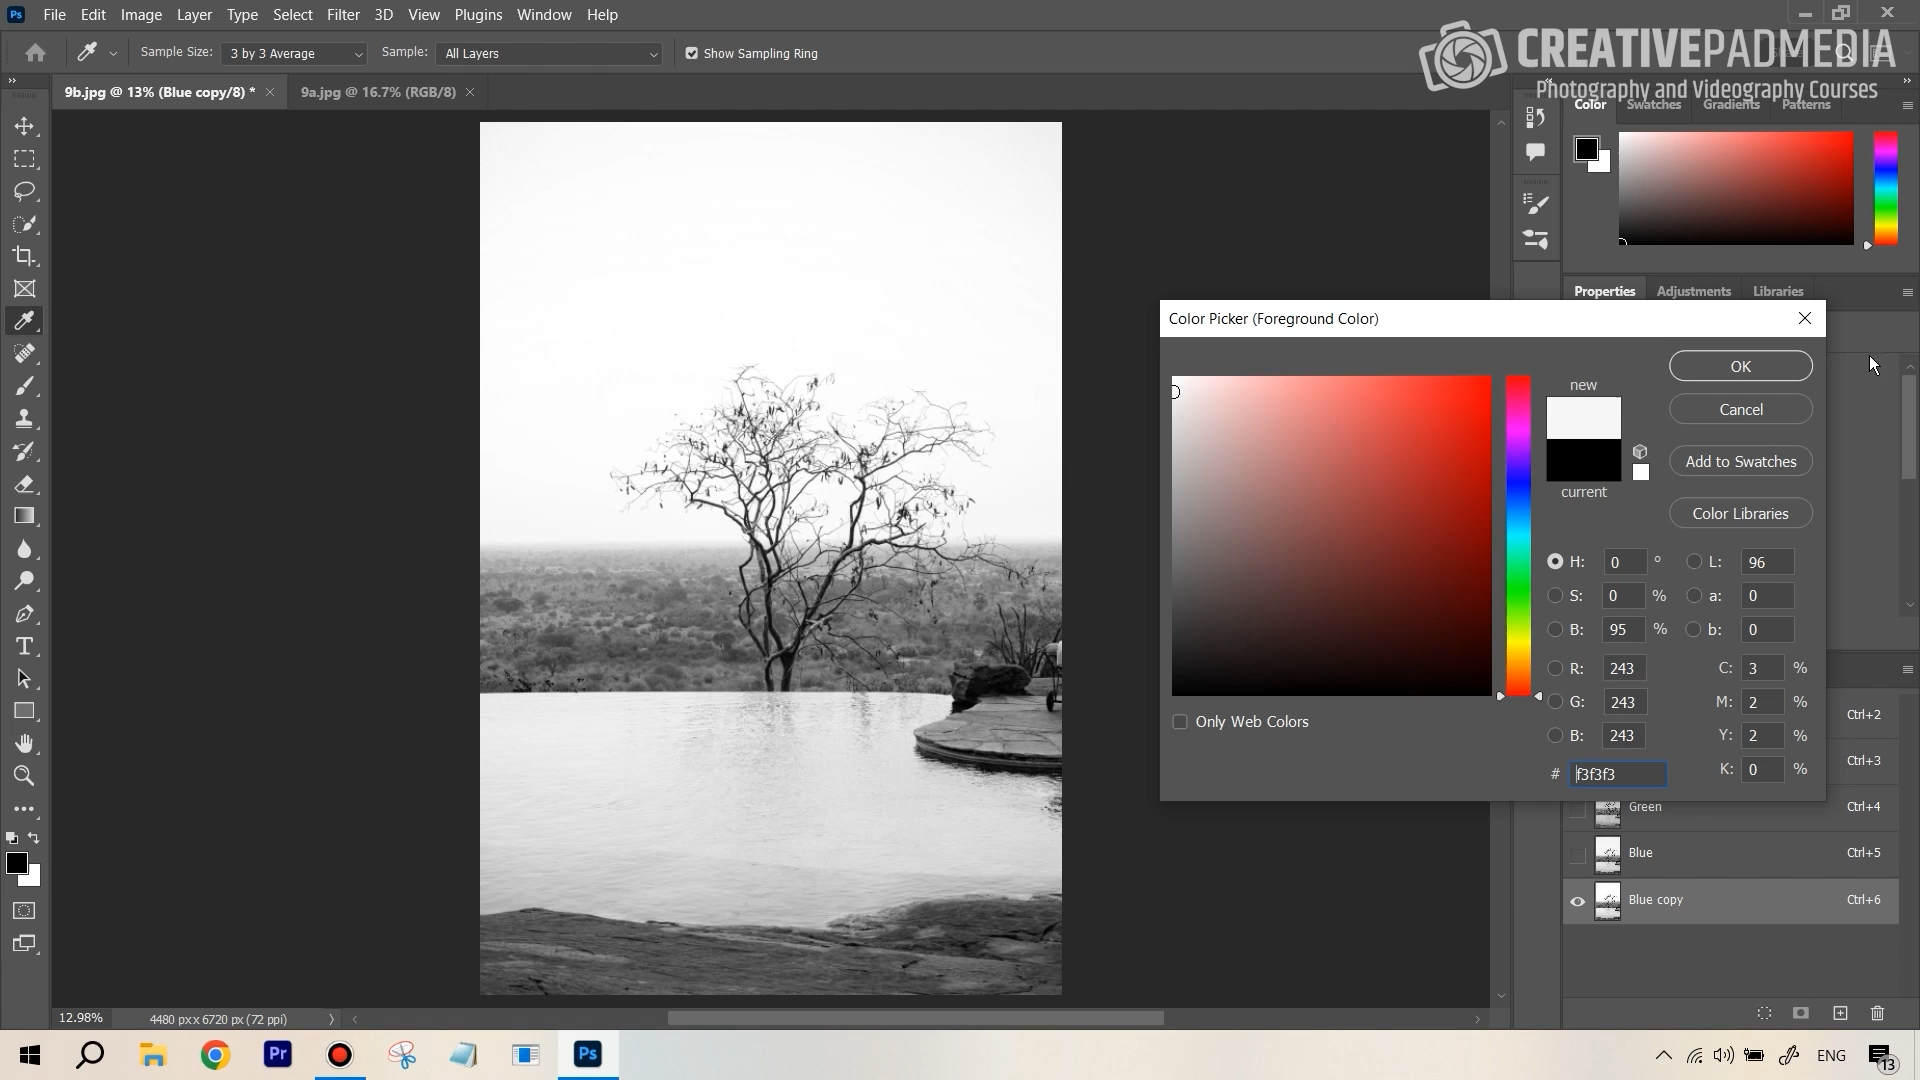 Ps File Edit Image Layer Type Select Filter 3D View Plugins Window Help
Sample Size: 3 by 3 Average Sample: All Layers Show Sampling Ring
CREATIVEPADMEDIA
Photography and Videography Courses
9b.jpg @ 13% (Blue copy/8) * 9a.jpg @ 16.7% (RGB/8)
Color Swatches Gradients Patterns
Properties Adjustments Libraries
Color Picker (Foreground Color)
OK
new
Cancel
Add to Swatches
current
Color Libraries
H: 0 ° L: 96
S: 0 % a: 0
B: 95 % b: 0
R: 243 C: 3 %
G: 243 M: 2 %
B: 243 Y: 2 %
# f3f3f3 K: 0 %
Only Web Colors
Ctrl+2
Ctrl+3
Green Ctrl+4
Blue Ctrl+5
Blue copy Ctrl+6
T
12.98% 4480 px x 6720 px (72 ppi)
Pr Ps ENG 13